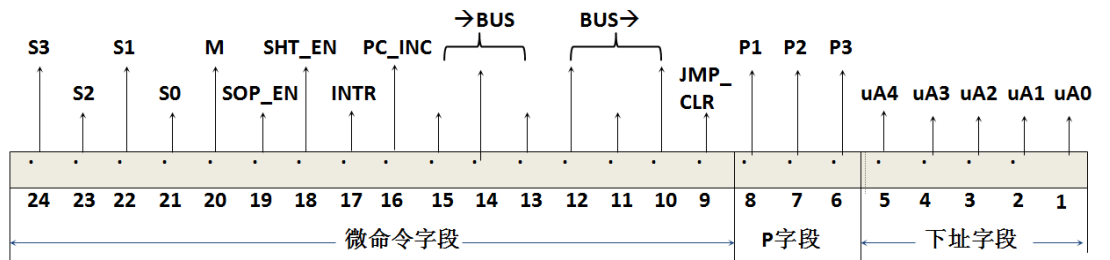 →BUS BUS→
S3 S1 M SHT_EN PC_INC P1 P2 P3
S2 S0 SOP_EN INTR JMP_CLR uA4 uA3 uA2 uA1 uA0
24 23 22 21 20 19 18 17 16 15 14 13 12 11 10 9 8 7 6 5 4 3 2 1
微命令字段 P字段 下址字段